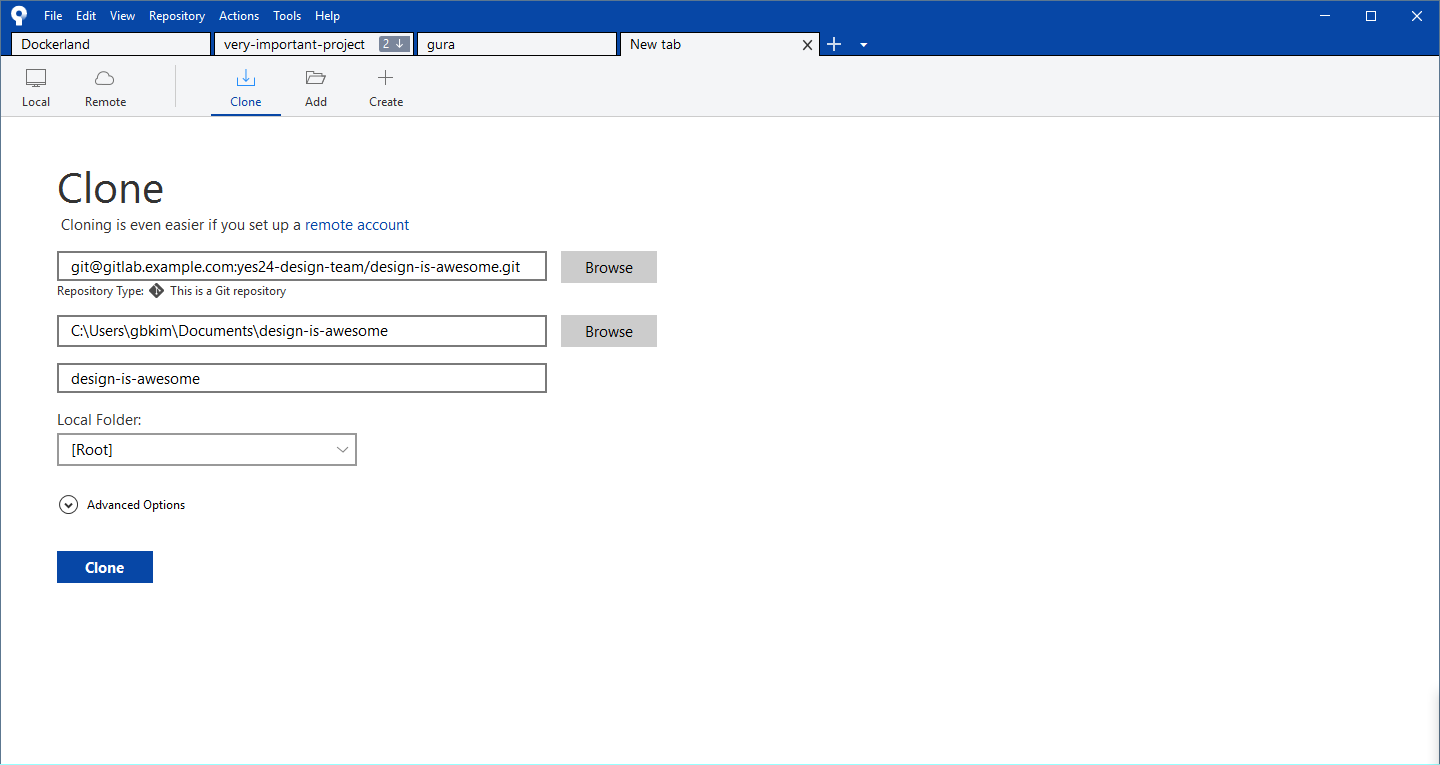 File Edit View Repository Actions Tools Help
Dockerland very-important-project 2 ↓ gura New tab
Local Remote Clone Add Create
Clone
Cloning is even easier if you set up a remote account
git@gitlab.example.com:yes24-design-team/design-is-awesome.git Browse
Repository Type: This is a Git repository
C:\Users\gbkim\Documents\design-is-awesome Browse
design-is-awesome
Local Folder:
[Root]
Advanced Options
Clone